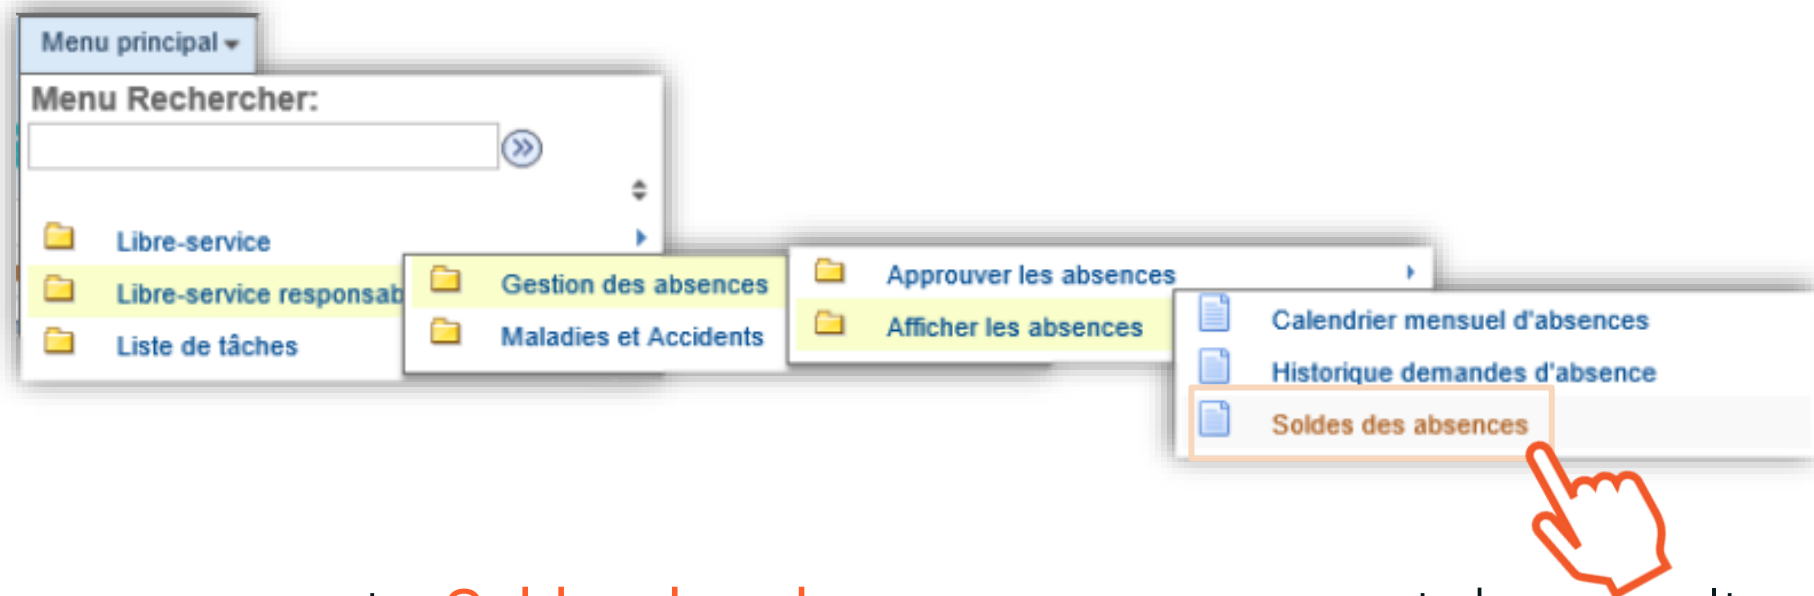 Menu principal
Menu Rechercher:
Libre-service
Libre-service responsab
Liste de tâches
Gestion des absences
Maladies et Accidents
Approuver les absences
Afficher les absences
Calendrier mensuel d'absences
Historique demandes d'absence
Soldes des absences